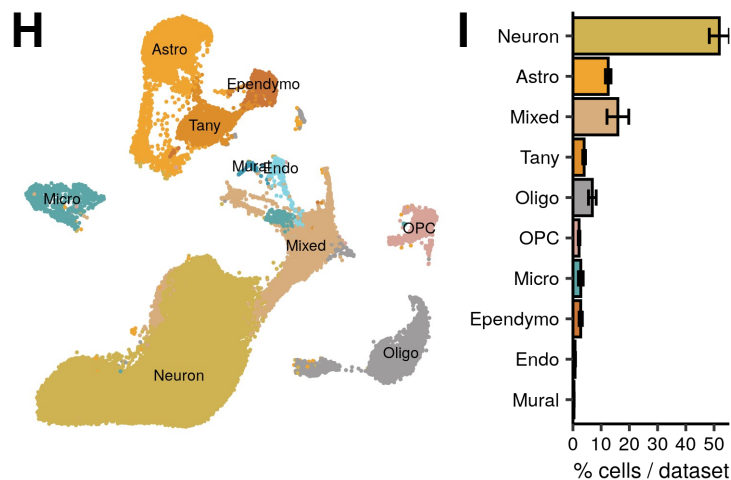 H
Astro
Ependymo
Tany
Mural
Endo
Micro
Mixed
OPC
Oligo
Neuron
I
Neuron
Astro
Mixed
Tany
Oligo
OPC
Micro
Ependymo
Endo
Mural
0 10 20 30 40 50
% cells / dataset